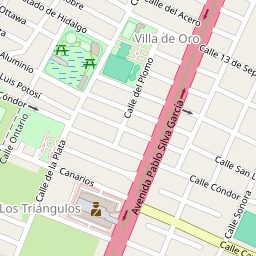 Ottawa
Estado de Hidalgo
Calle del Acero
Villa de Oro
Calle 13 de Sep
Aluminio
Luis Potosí
Calle del Plomo
Cóndor
Avenida Pablo Silva García
Calle Ontario
Calle de la Plata
Canarios
Calle Cóndor
Calle San L
Calle Sonora
Los Triángulos
Calle Ca